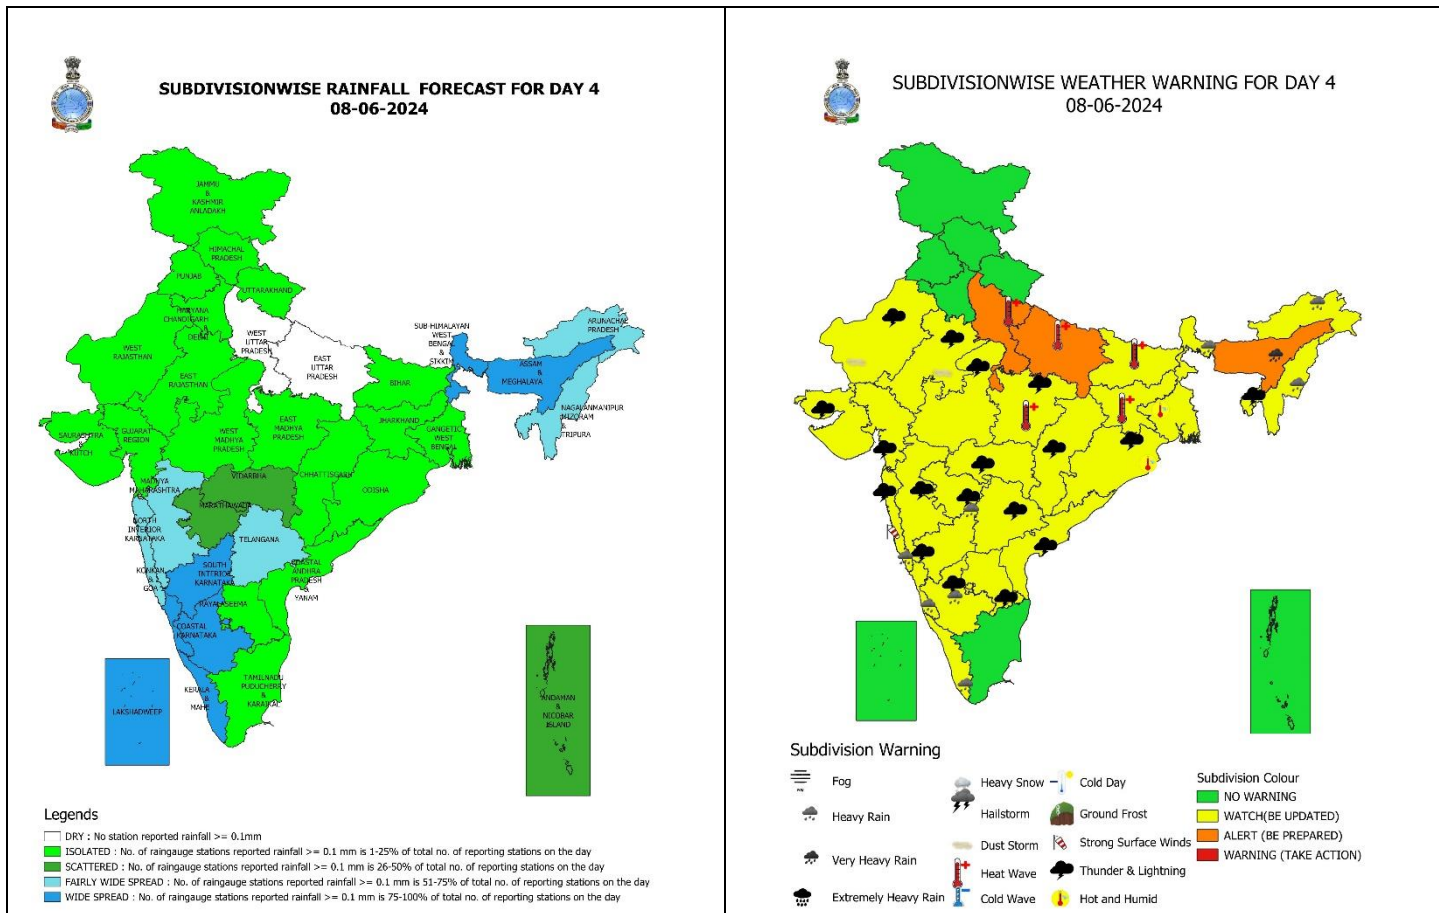 SUBDIVISIONWISE RAINFALL FORECAST FOR DAY 4
08-06-2024
JAMMU
&
KASHMIR
ANLADAKH
HIMACHAL
PRADESH
PUNJAB
UTTARAKHAND
HARYANA
CHANDIGARH
&
DELHI
WEST
UTTAR
PRADESH
EAST
UTTAR
PRADESH
SUB-HIMALAYAN
WEST
BENGAL
&
SIKKIM
ARUNACHAL
PRADESH
ASSAM
&
MEGHALAYA
NAGALANMANIPUR
MIZORAM
&
TRIPURA
WEST
RAJASTHAN
EAST
RAJASTHAN
BIHAR
JHARKHAND
GANGETIC
WEST
BENGAL
SAURASHTRA
&
KUTCH
GUJARAT
REGION
WEST
MADHYA
PRADESH
EAST
MADHYA
PRADESH
CHHATTISGARH
ODISHA
MADHYA
MAHARASHTRA
VIDARBHA
MARATHAWADA
NORTH
INTERIOR
KARNATAKA
TELANGANA
KONKAN
&
GOA
SOUTH
INTERIOR
KARNATAKA
COASTAL
ANDHRA
PRADESH
&
YANAM
RAYALASEEMA
COASTAL
KARNATAKA
TAMILNADU
PUDUCHERRY
&
KARAIKAL
KERALA
&
MAHE
LAKSHADWEEP
ANDAMAN
&
NICOBAR
ISLAND
Legends
DRY : No station reported rainfall >= 0.1mm
ISOLATED : No. of raingauge stations reported rainfall >= 0.1 mm is 1-25% of total no. of reporting stations on the day
SCATTERED : No. of raingauge stations reported rainfall >= 0.1 mm is 26-50% of total no. of reporting stations on the day
FAIRLY WIDE SPREAD : No. of raingauge stations reported rainfall >= 0.1 mm is 51-75% of total no. of reporting stations on the day
WIDE SPREAD : No. of raingauge stations reported rainfall >= 0.1 mm is 75-100% of total no. of reporting stations on the day
SUBDIVISIONWISE WEATHER WARNING FOR DAY 4
08-06-2024
Subdivision Warning
Fog
Heavy Rain
Very Heavy Rain
Extremely Heavy Rain
Heavy Snow
Hailstorm
Dust Storm
Heat Wave
Cold Wave
Cold Day
Ground Frost
Strong Surface Winds
Thunder & Lightning
Hot and Humid
Subdivision Colour
NO WARNING
WATCH(BE UPDATED)
ALERT (BE PREPARED)
WARNING (TAKE ACTION)